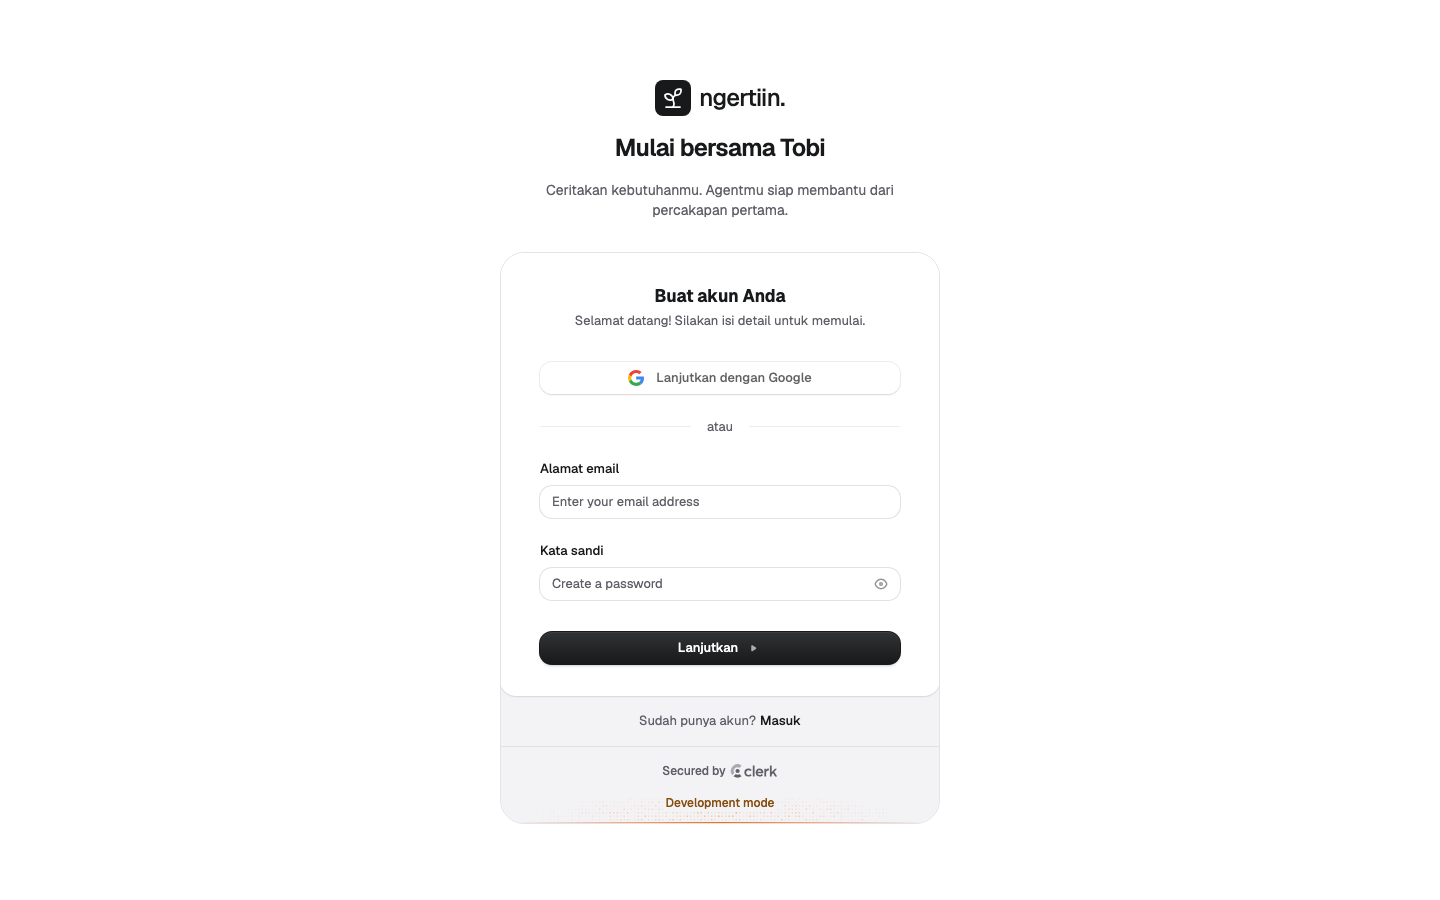 ngertiin.
Mulai bersama Tobi
Ceritakan kebutuhanmu. Agentmu siap membantu dari
percakapan pertama.
Buat akun Anda
Selamat datang! Silakan isi detail untuk memulai.
Lanjutkan dengan Google
atau
Alamat email
Enter your email address
Kata sandi
Create a password
Lanjutkan
Sudah punya akun? Masuk
Secured by clerk
Development mode